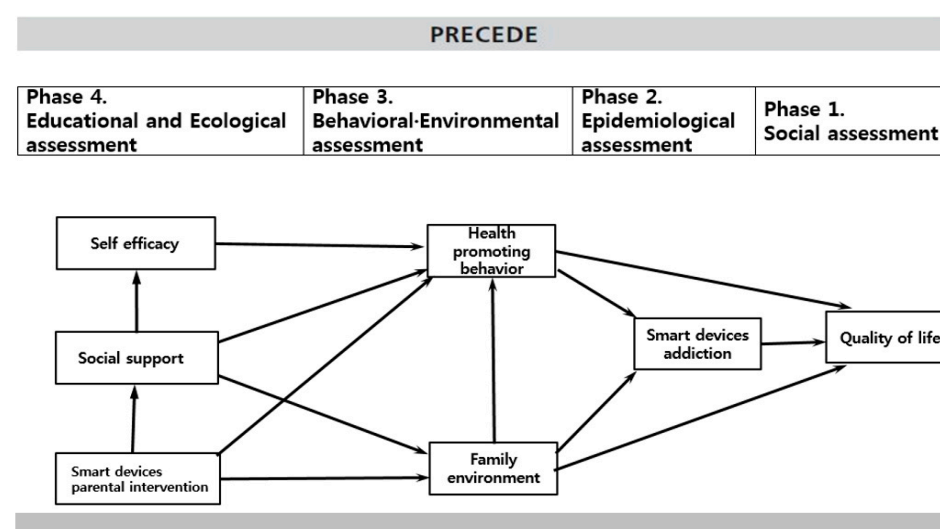 PRECEDE
Phase 4.
Educational and Ecological
assessment
Phase 3.
Behavioral·Environmental
assessment
Phase 2.
Epidemiological
assessment
Phase 1.
Social assessment
Self efficacy
Health
promoting
behavior
Smart devices
addiction
Quality of life
Social support
Smart devices
parental intervention
Family
environment